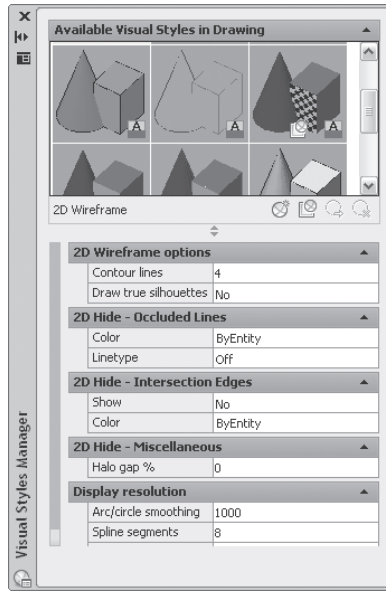 Available Visual Styles in Drawing
A A A
2D Wireframe
2D Wireframe options
Contour lines 4
Draw true silhouettes No
2D Hide - Occluded Lines
Color ByEntity
Linetype Off
2D Hide - Intersection Edges
Show No
Color ByEntity
2D Hide - Miscellaneous
Halo gap % 0
Display resolution
Arc/circle smoothing 1000
Spline segments 8
Visual Styles Manager